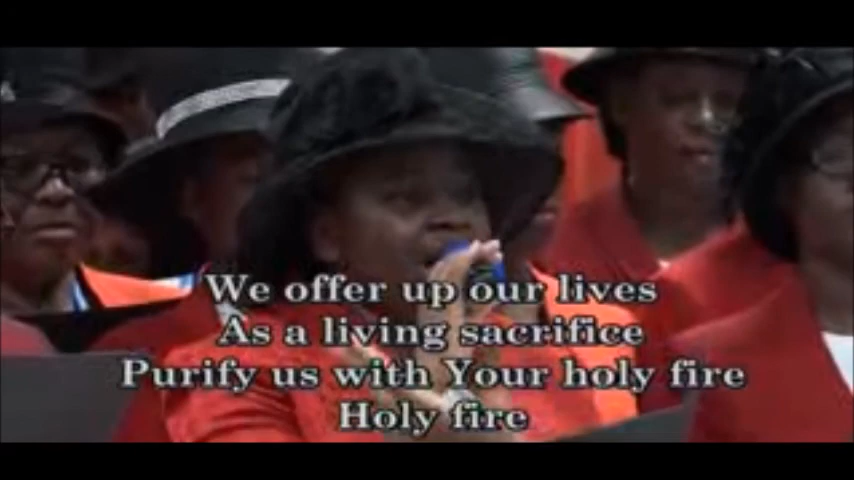 We offer up our lives
As a living sacrifice
Purify us with Your holy fire
Holy fire